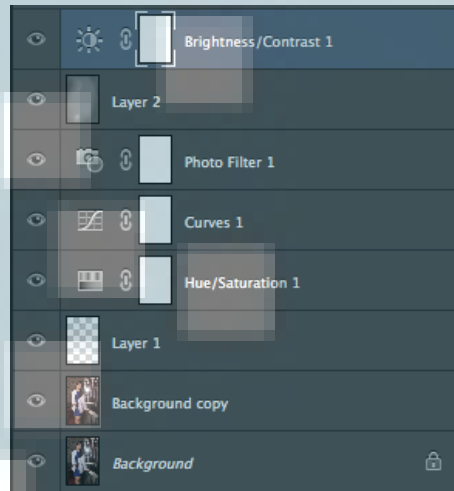 Brightness/Contrast 1
Layer 2
Photo Filter 1
Curves 1
Hue/Saturation 1
Layer 1
Background copy
Background